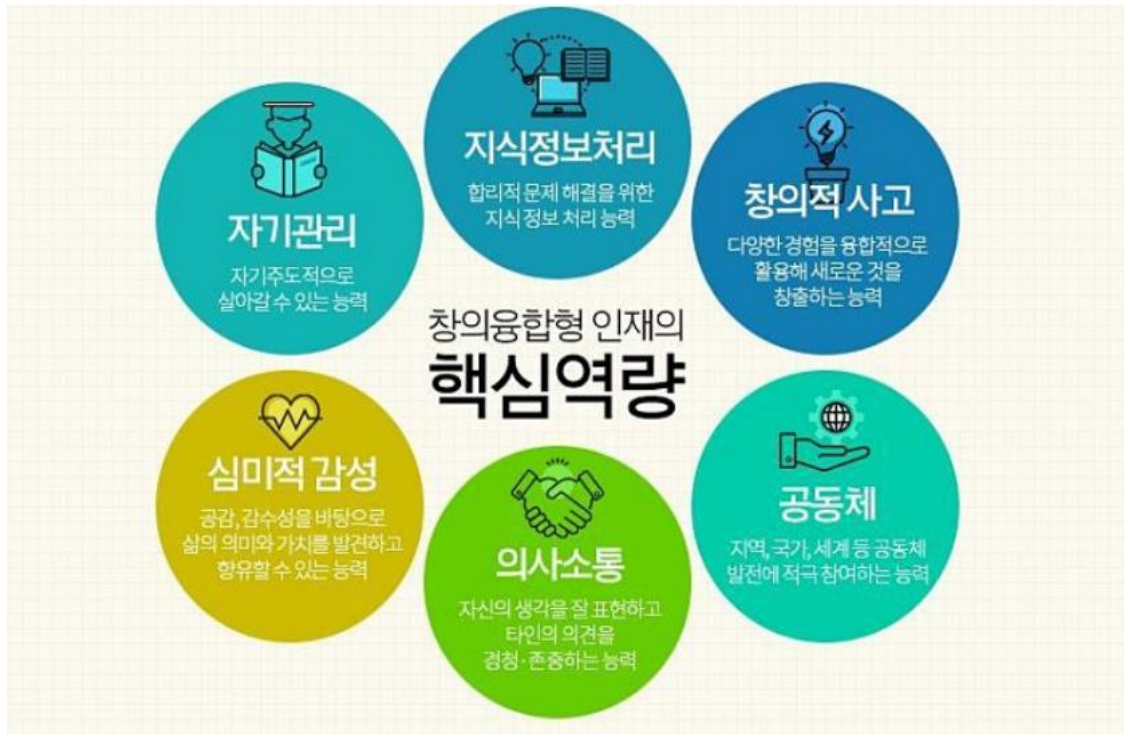 지식정보처리
합리적 문제 해결을 위한
지식 정보 처리 능력
자기관리
자기주도적으로
살아갈 수 있는 능력
창의적 사고
다양한 경험을 융합적으로
활용해 새로운 것을
창출하는 능력
창의융합형 인재의
핵심역량
심미적 감성
공감, 감수성을 바탕으로
삶의 의미와 가치를 발견하고
향유할 수 있는 능력
의사소통
자신의 생각을 잘 표현하고
타인의 의견을
경청·존중하는 능력
공동체
지역, 국가, 세계 등 공동체
발전에 적극 참여하는 능력